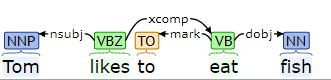 xcomp
nsubj mark dobj
NNP VBZ TO VB NN
Tom likes to eat fish